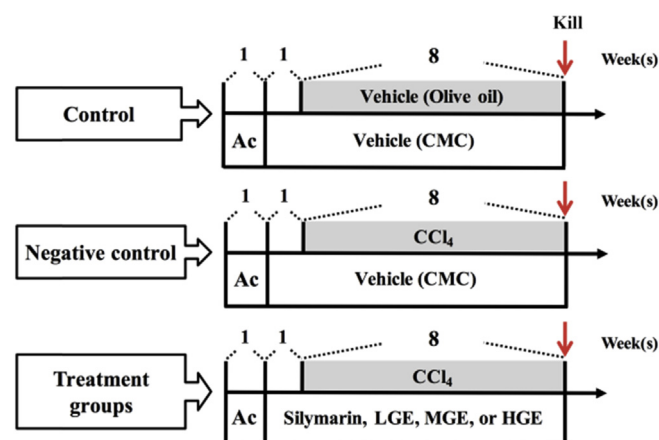 Kill
1 1 8 Week(s)
Control
Vehicle (Olive oil)
Ac Vehicle (CMC)
1 1 8 Week(s)
Negative control
CCl₄
Ac Vehicle (CMC)
1 1 8 Week(s)
Treatment
groups
CCl₄
Ac Silymarin, LGE, MGE, or HGE